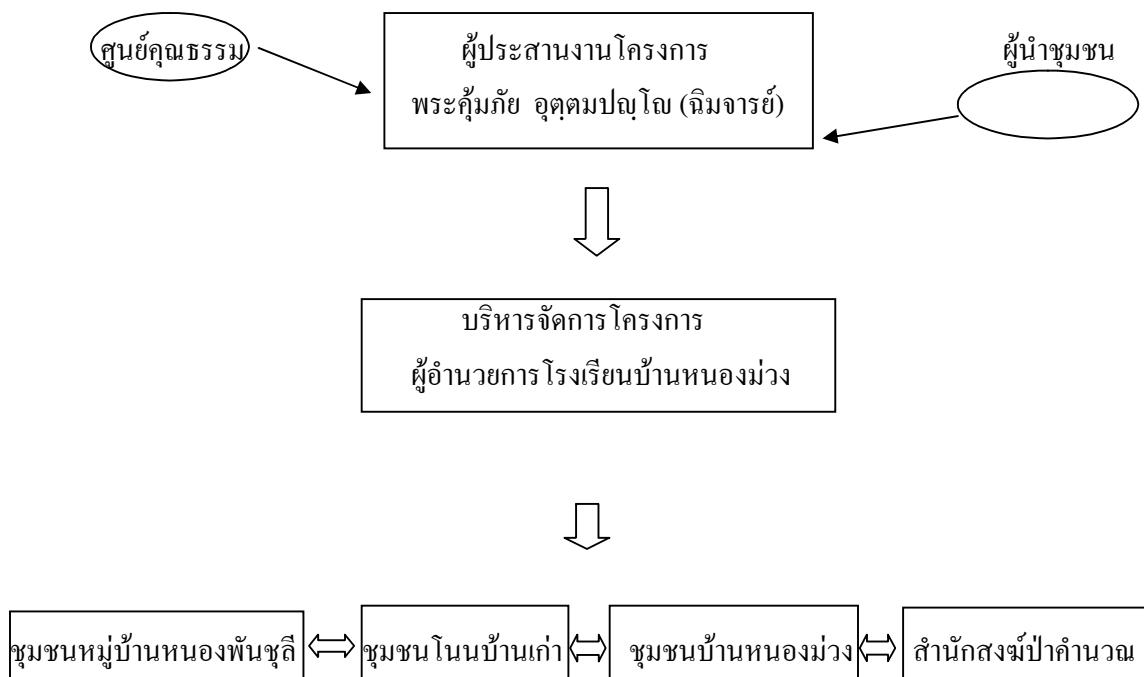 ศูนย์คุณธรรม
ผู้ประสานงานโครงการ
พระคุ้มภัย อุตฺตมปญฺโญ (ฉิมจารย์)
ผู้นำชุมชน
บริหารจัดการโครงการ
ผู้อำนวยการโรงเรียนบ้านหนองม่วง
ชุมชนหมู่บ้านหนองพันชุลี
ชุมชนโนนบ้านเก่า
ชุมชนบ้านหนองม่วง
สำนักสงฆ์ป่าคำนวณ